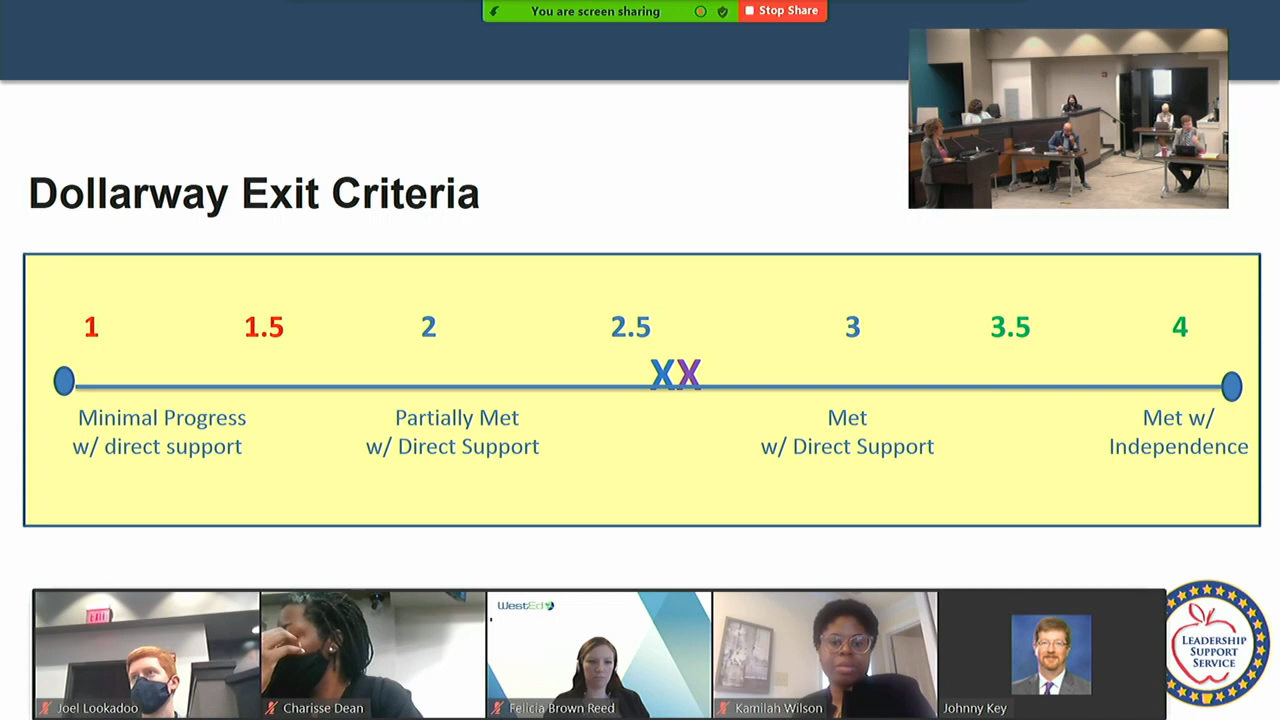 You are screen sharing
Stop Share
Dollarway Exit Criteria
1 1.5 2 2.5 3 3.5 4
XX
Minimal Progress
w/ direct support
Partially Met
w/ Direct Support
Met
w/ Direct Support
Met w/
Independence
EXIT
WestEd
Joel Lookadoo
Charisse Dean
Felicia Brown Reed
Kamilah Wilson
Johnny Key
LEADERSHIP
SUPPORT
SERVICE